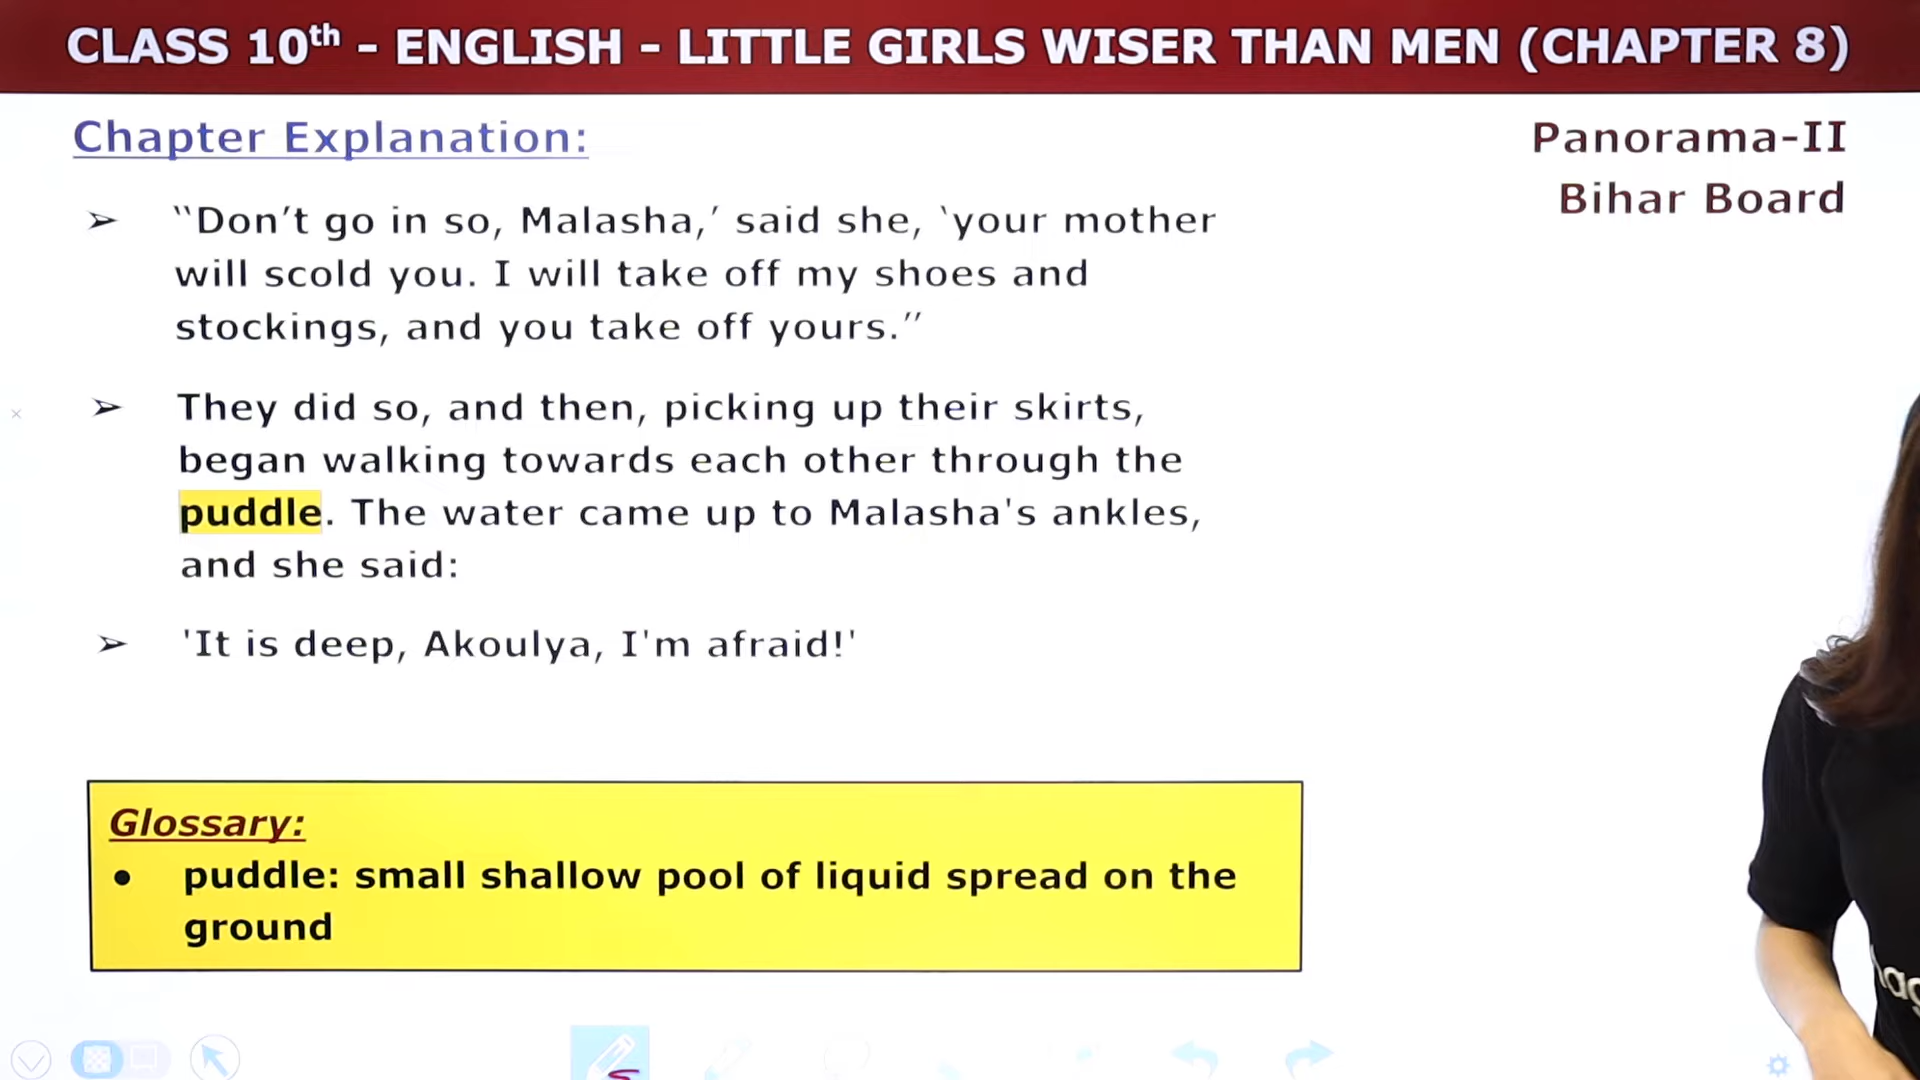 CLASS 10th - ENGLISH - LITTLE GIRLS WISER THAN MEN (CHAPTER 8)
Chapter Explanation:
Panorama-II
Bihar Board
➢ “Don’t go in so, Malasha,’ said she, ‘your mother
will scold you. I will take off my shoes and
stockings, and you take off yours.”
➢ They did so, and then, picking up their skirts,
began walking towards each other through the
puddle. The water came up to Malasha's ankles,
and she said:
➢ 'It is deep, Akoulya, I'm afraid!'
Glossary:
● puddle: small shallow pool of liquid spread on the
ground